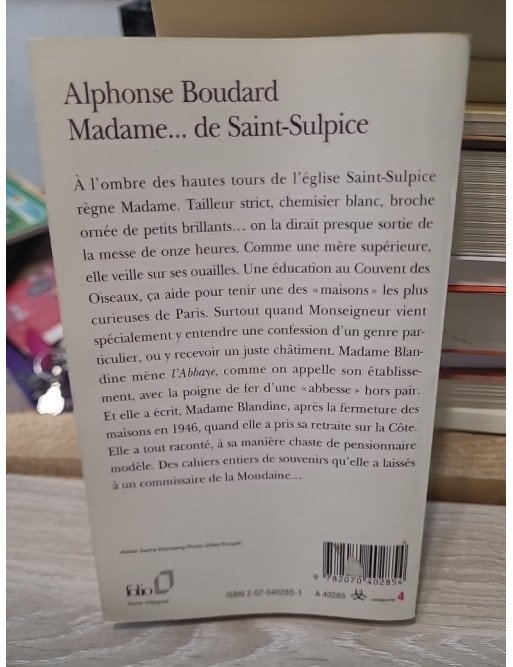 Alphonse Boudard
Madame... de Saint-Sulpice
À l'ombre des hautes tours de l'église Saint-Sulpice
règne Madame. Tailleur strict, chemisier blanc, broche
ornée de petits brillants... on la dirait presque sortie de
la messe de onze heures. Comme une mère supérieure,
elle veille sur ses ouailles. Une éducation au Couvent des
Oiseaux, ça aide pour tenir une des « maisons » les plus
curieuses de Paris. Surtout quand Monseigneur vient
spécialement y entendre une confession d'un genre par-
ticulier, ou y recevoir un juste châtiment. Madame Blan-
dine mène l'Abbaye, comme on appelle son établisse-
ment, avec la poigne de fer d'une « abbesse » hors pair.
Et elle a écrit, Madame Blandine, après la fermeture des
maisons en 1946, quand elle a pris sa retraite sur la Côte.
Elle a tout raconté, à sa manière chaste de pensionnaire
modèle. Des cahiers entiers de souvenirs qu'elle a laissés
à un commissaire de la Mondaine...
Atelier Sacha Kleinberg/Photo Gilles Rouget.
9 782070 402854
folio
Texte intégral
ISBN 2-07-040285-1 A 40285 catégorie 4